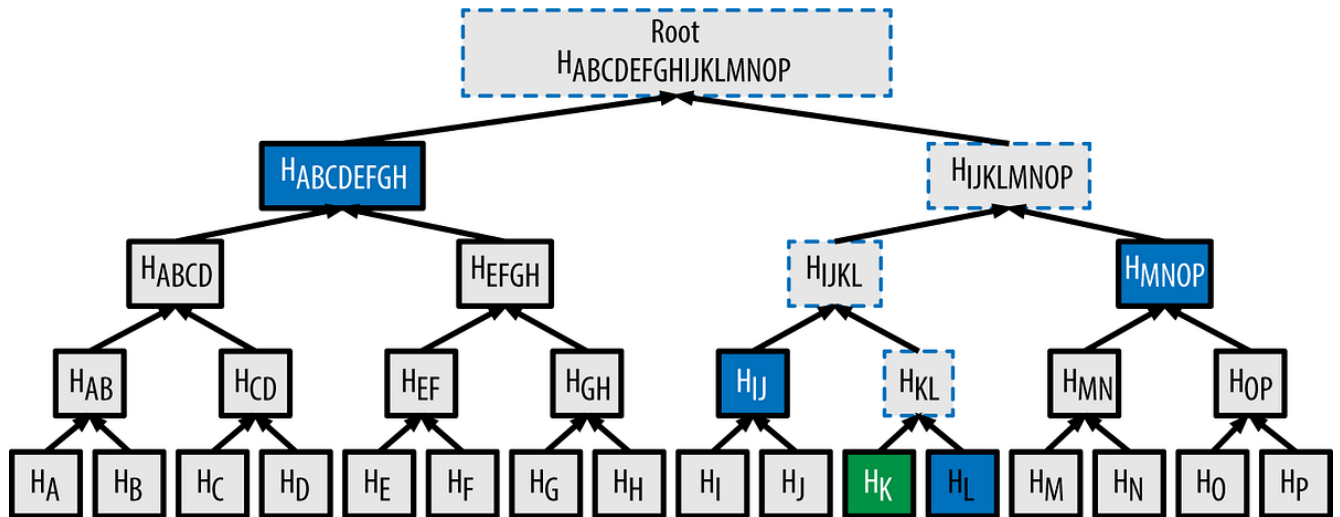 Root
HABCDEFGHIJKLMNOP
HABCDEFGH
HIJKLMNOP
HABCD
HEFGH
HIJKL
HMNOP
HAB
HCD
HEF
HGH
HIJ
HKL
HMN
HOP
HA
HB
HC
HD
HE
HF
HG
HH
HI
HJ
HK
HL
HM
HN
HO
HP